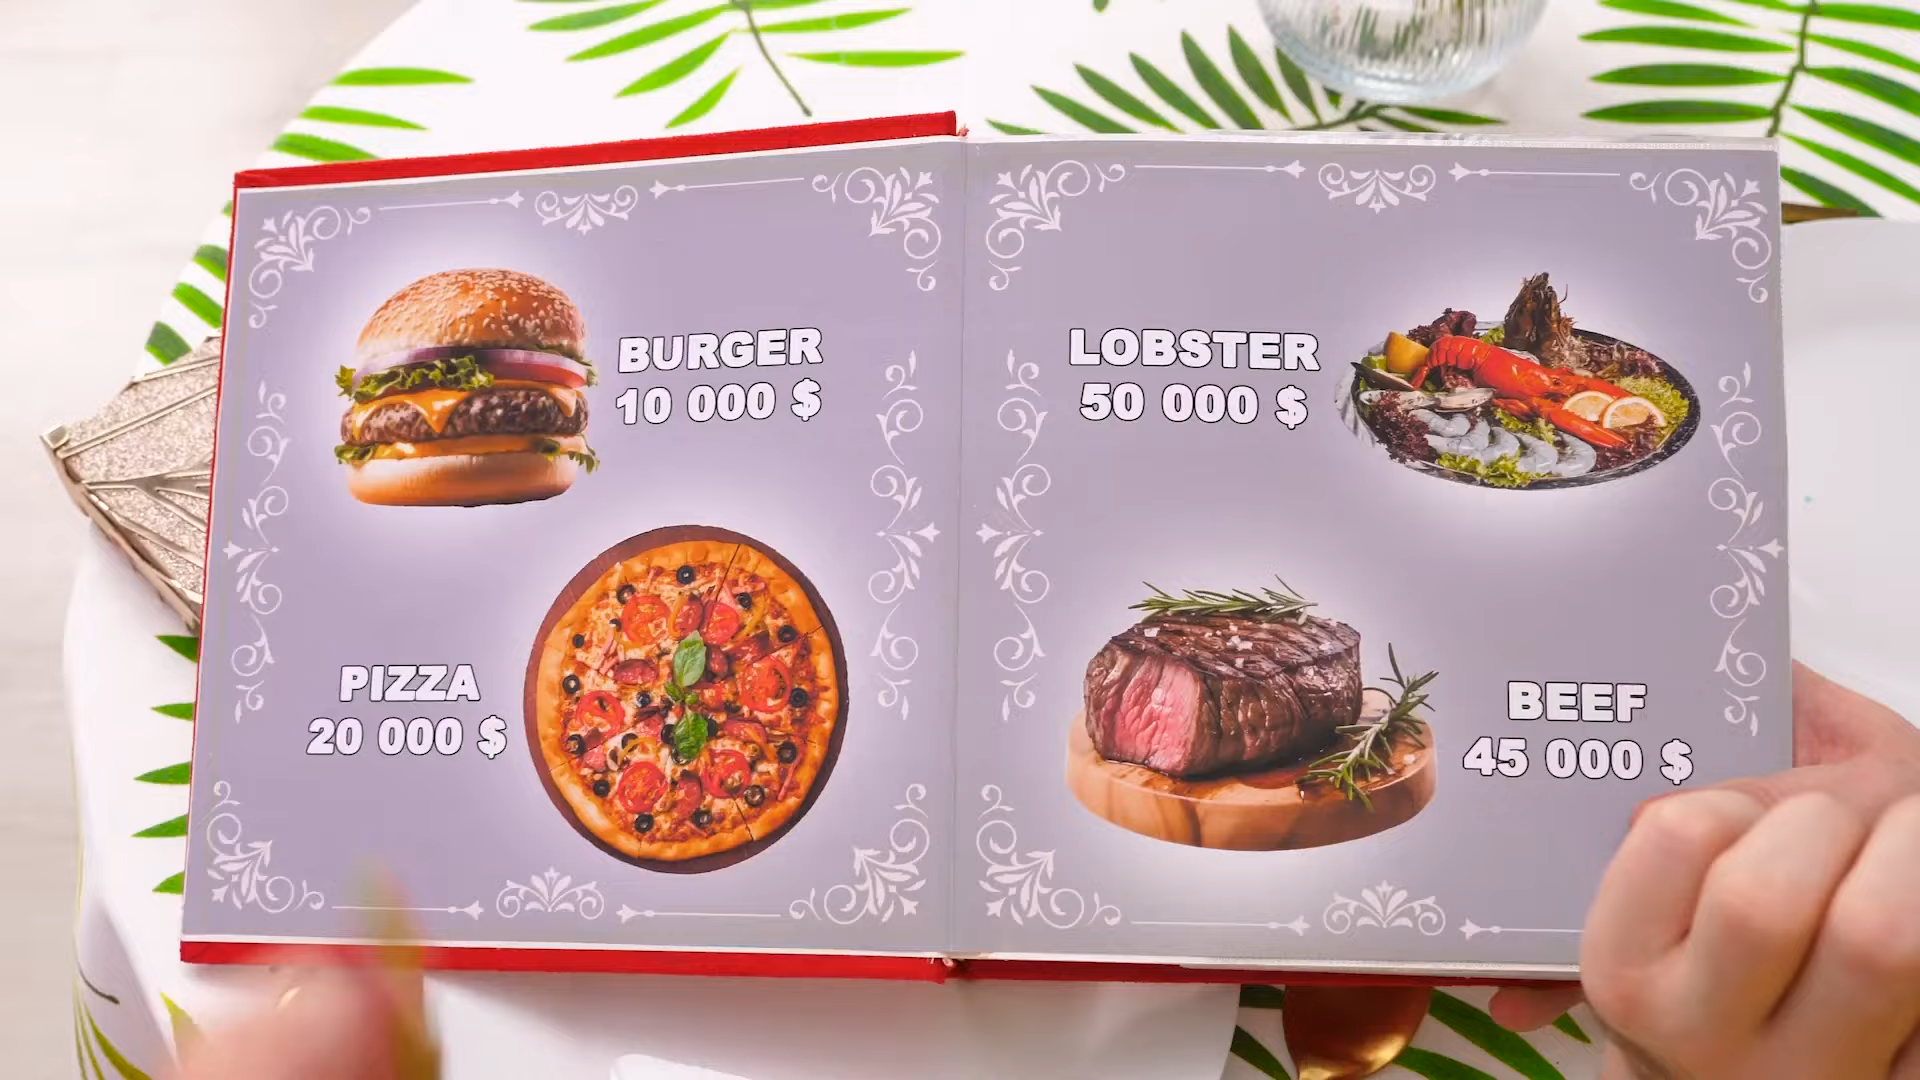 BURGER
10 000 $
PIZZA
20 000 $
LOBSTER
50 000 $
BEEF
45 000 $